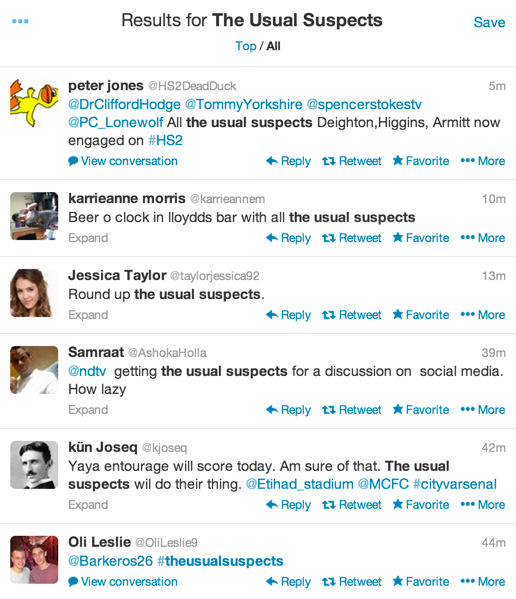 Results for The Usual Suspects
Save
Top / All
peter jones @HS2DeadDuck 5m
@DrCliffordHodge @TommyYorkshire @spencerstokestv
@PC_Lonewolf All the usual suspects Deighton,Higgins, Armitt now
engaged on #HS2
View conversation Reply Retweet Favorite More
karrieanne morris @karrieannem 10m
Beer o clock in lloydds bar with all the usual suspects
Expand Reply Retweet Favorite More
Jessica Taylor @taylorjessica92 13m
Round up the usual suspects.
Expand Reply Retweet Favorite More
Samraat @AshokaHolla 39m
@ndtv getting the usual suspects for a discussion on social media.
How lazy
Expand Reply Retweet Favorite More
kün Joseq @kjoseq 42m
Yaya entourage will score today. Am sure of that. The usual
suspects wil do their thing. @Etihad_stadium @MCFC #cityvarsenal
Expand Reply Retweet Favorite More
Oli Leslie @OliLeslie9 44m
@Barkeros26 #theusualsuspects
View conversation Reply Retweet Favorite More